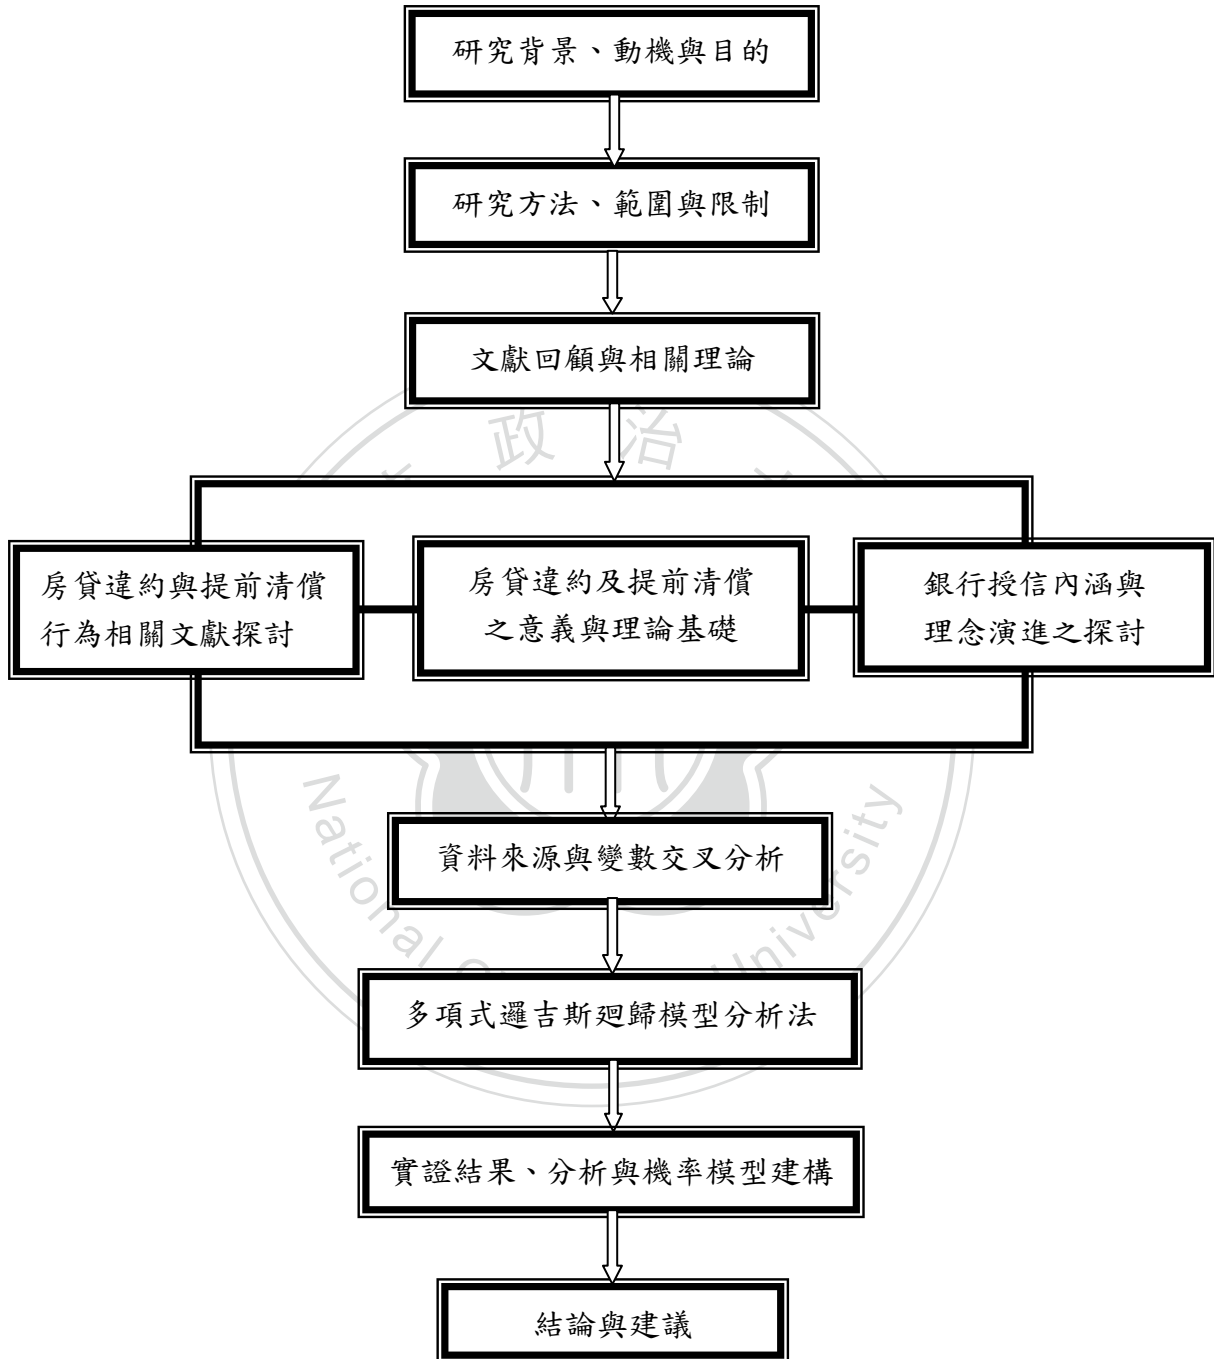 研究背景、動機與目的
研究方法、範圍與限制
文獻回顧與相關理論
政治
房貸違約與提前清償
行為相關文獻探討
房貸違約及提前清償
之意義與理論基礎
銀行授信內涵與
理念演進之探討
National
University
資料來源與變數交叉分析
多項式邏吉斯廻歸模型分析法
實證結果、分析與機率模型建構
結論與建議